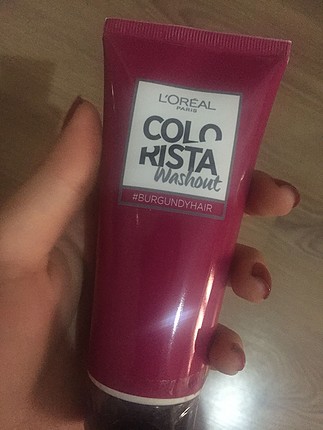 L'ORÉAL
PARIS
COLO
RISTA
Washout
#BURGUNDYHAIR